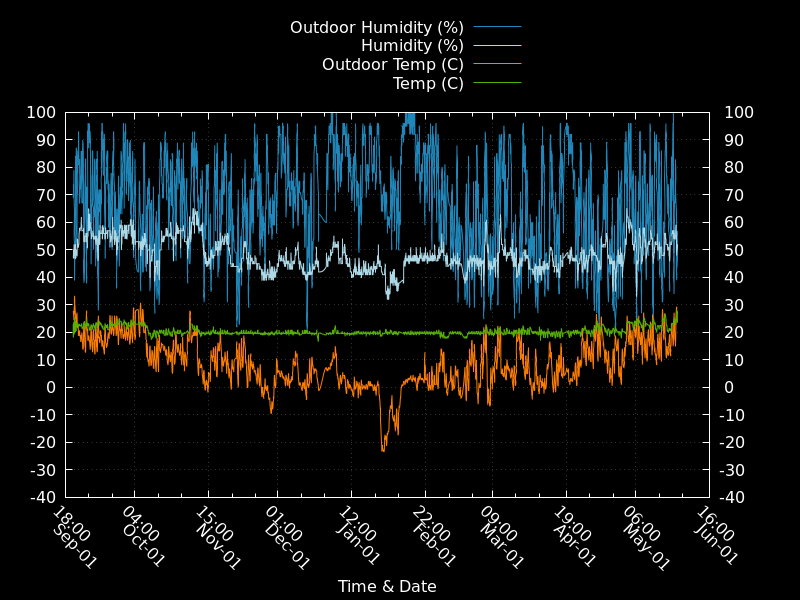 Outdoor Humidity (%)
Humidity (%)
Outdoor Temp (C)
Temp (C)
100 100
90 90
80 80
70 70
60 60
50 50
40 40
30 30
20 20
10 10
0 0
-10 -10
-20 -20
-30 -30
-40 -40
18:00 04:00 15:00 01:00 12:00 22:00 09:00 19:00 06:00 16:00
Sep-01 Oct-01 Nov-01 Dec-01 Jan-01 Feb-01 Mar-01 Apr-01 May-01 Jun-01
Time & Date